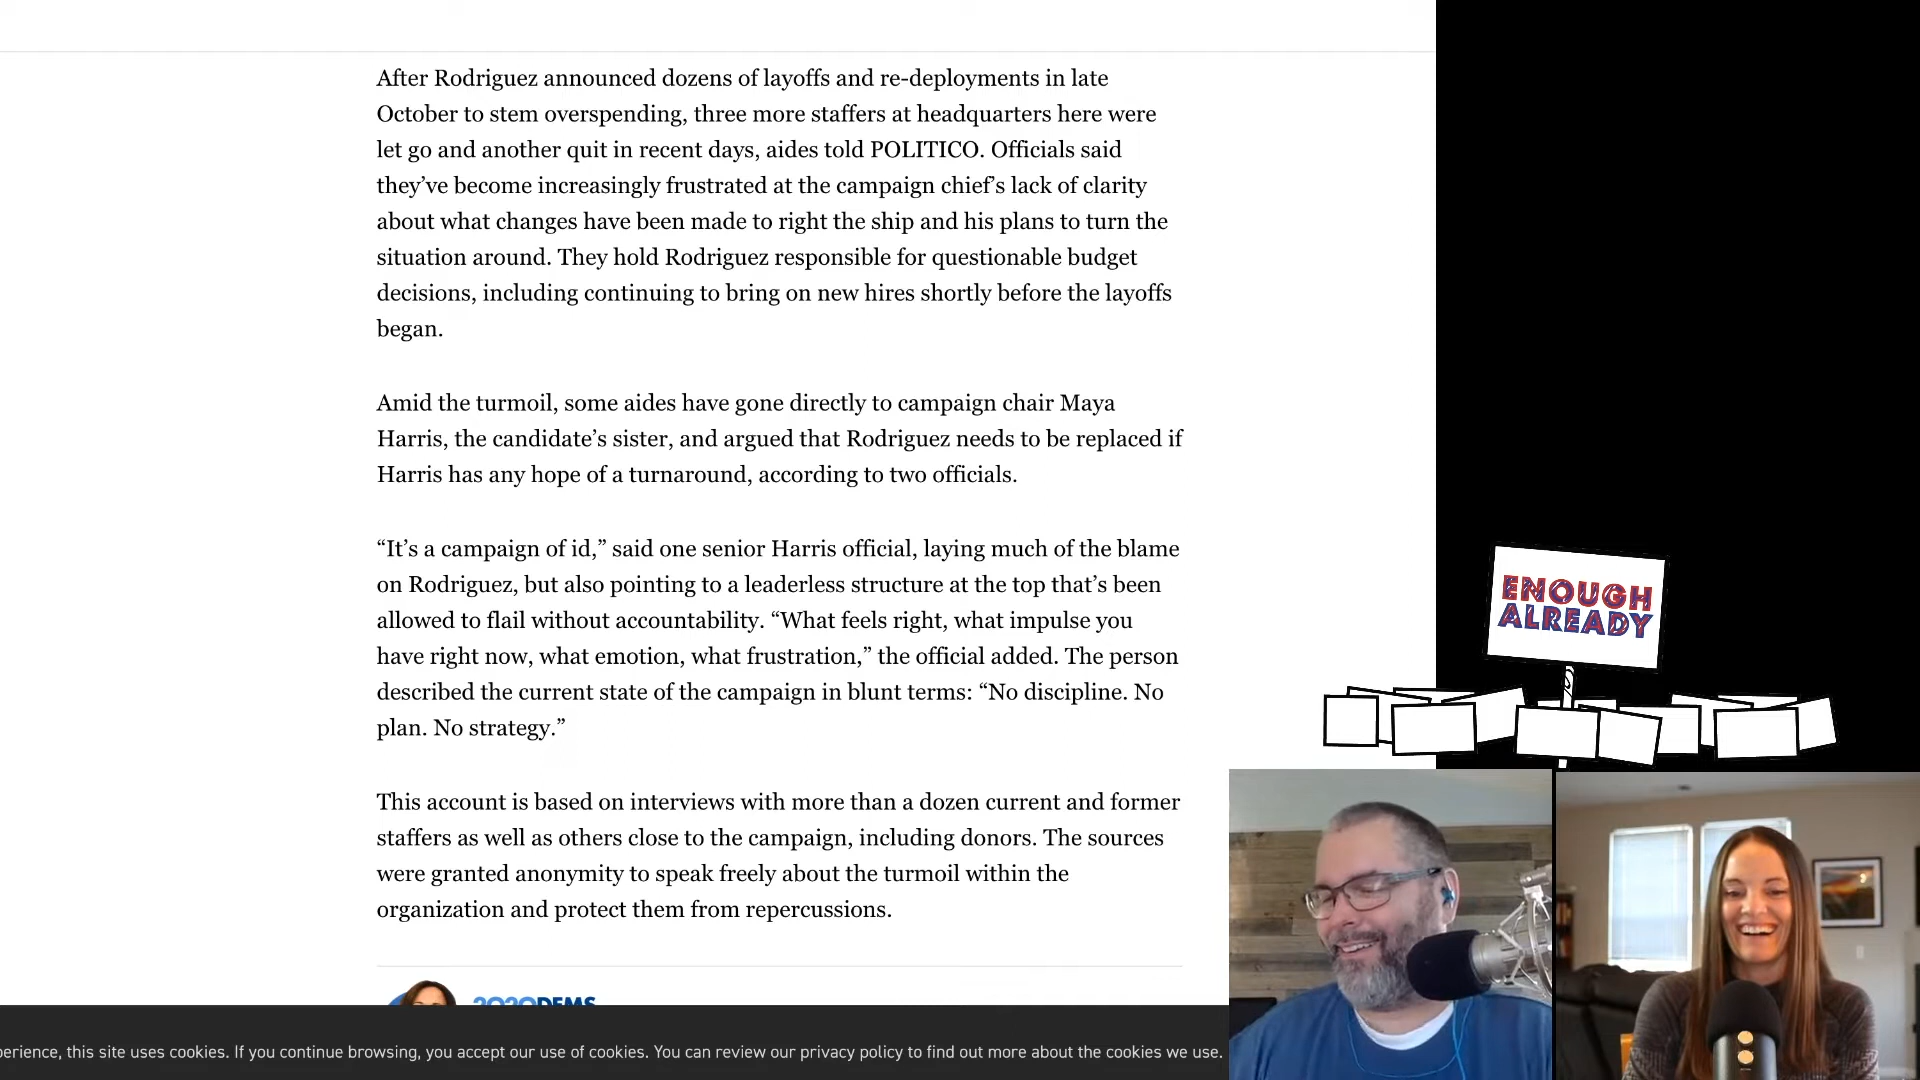 After Rodriguez announced dozens of layoffs and re-deployments in late
October to stem overspending, three more staffers at headquarters here were
let go and another quit in recent days, aides told POLITICO. Officials said
they’ve become increasingly frustrated at the campaign chief’s lack of clarity
about what changes have been made to right the ship and his plans to turn the
situation around. They hold Rodriguez responsible for questionable budget
decisions, including continuing to bring on new hires shortly before the layoffs
began.
Amid the turmoil, some aides have gone directly to campaign chair Maya
Harris, the candidate’s sister, and argued that Rodriguez needs to be replaced if
Harris has any hope of a turnaround, according to two officials.
“It’s a campaign of id,” said one senior Harris official, laying much of the blame
on Rodriguez, but also pointing to a leaderless structure at the top that’s been
allowed to flail without accountability. “What feels right, what impulse you
have right now, what emotion, what frustration,” the official added. The person
described the current state of the campaign in blunt terms: “No discipline. No
plan. No strategy.”
This account is based on interviews with more than a dozen current and former
staffers as well as others close to the campaign, including donors. The sources
were granted anonymity to speak freely about the turmoil within the
organization and protect them from repercussions.
2020DEMS
perience, this site uses cookies. If you continue browsing, you accept our use of cookies. You can review our privacy policy to find out more about the cookies we use.
ENOUGH
ALREADY